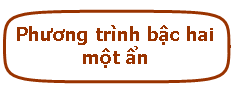 Phương trình bậc hai
một ẩn